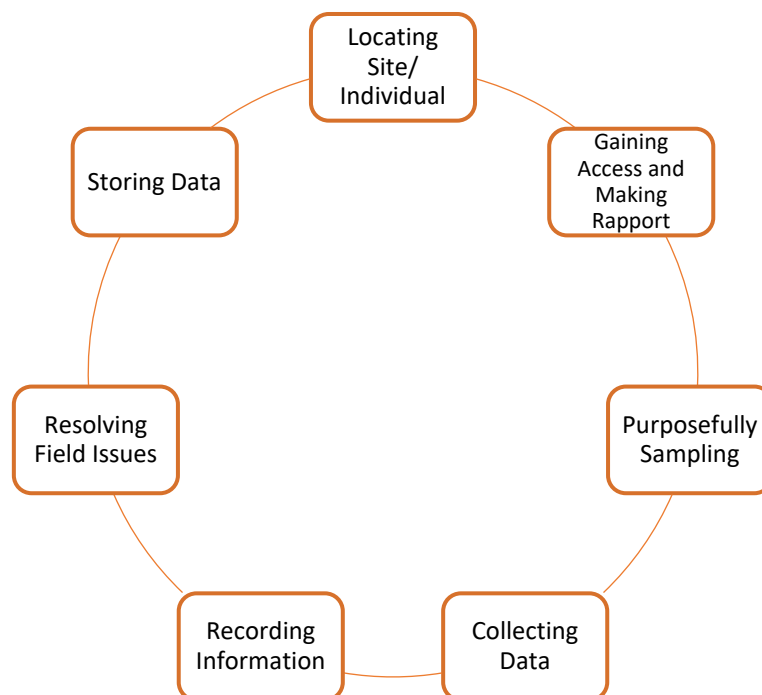 Locating
Site/
Individual
Gaining
Access and
Making
Rapport
Purposefully
Sampling
Collecting
Data
Recording
Information
Resolving
Field Issues
Storing Data